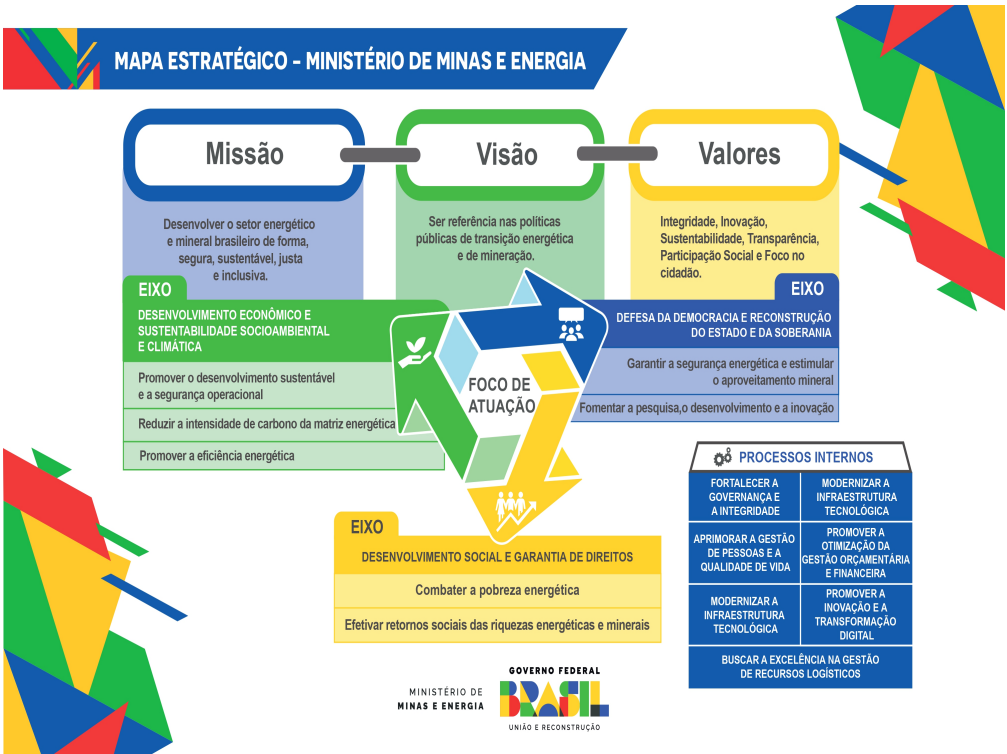 MAPA ESTRATÉGICO – MINISTÉRIO DE MINAS E ENERGIA
Missão
Desenvolver o setor energético
e mineral brasileiro de forma,
segura, sustentável, justa
e inclusiva.
Visão
Ser referência nas políticas
públicas de transição energética
e de mineração.
Valores
Integridade, Inovação,
Sustentabilidade, Transparência,
Participação Social e Foco no
cidadão.
EIXO
DESENVOLVIMENTO ECONÔMICO E
SUSTENTABILIDADE SOCIOAMBIENTAL
E CLIMÁTICA
Promover o desenvolvimento sustentável
e a segurança operacional
Reduzir a intensidade de carbono da matriz energética
Promover a eficiência energética
FOCO DE
ATUAÇÃO
EIXO
DEFESA DA DEMOCRACIA E RECONSTRUÇÃO
DO ESTADO E DA SOBERANIA
Garantir a segurança energética e estimular
o aproveitamento mineral
Fomentar a pesquisa,o desenvolvimento e a inovação
EIXO
DESENVOLVIMENTO SOCIAL E GARANTIA DE DIREITOS
Combater a pobreza energética
Efetivar retornos sociais das riquezas energéticas e minerais
PROCESSOS INTERNOS
FORTALECER A
GOVERNANÇA E
A INTEGRIDADE
MODERNIZAR A
INFRAESTRUTURA
TECNOLÓGICA
APRIMORAR A GESTÃO
DE PESSOAS E A
QUALIDADE DE VIDA
PROMOVER A
OTIMIZAÇÃO DA
GESTÃO ORÇAMENTÁRIA
E FINANCEIRA
MODERNIZAR A
INFRAESTRUTURA
TECNOLÓGICA
PROMOVER A
INOVAÇÃO E A
TRANSFORMAÇÃO
DIGITAL
BUSCAR A EXCELÊNCIA NA GESTÃO
DE RECURSOS LOGÍSTICOS
MINISTÉRIO DE
MINAS E ENERGIA
GOVERNO FEDERAL
BRASIL
UNIÃO E RECONSTRUÇÃO